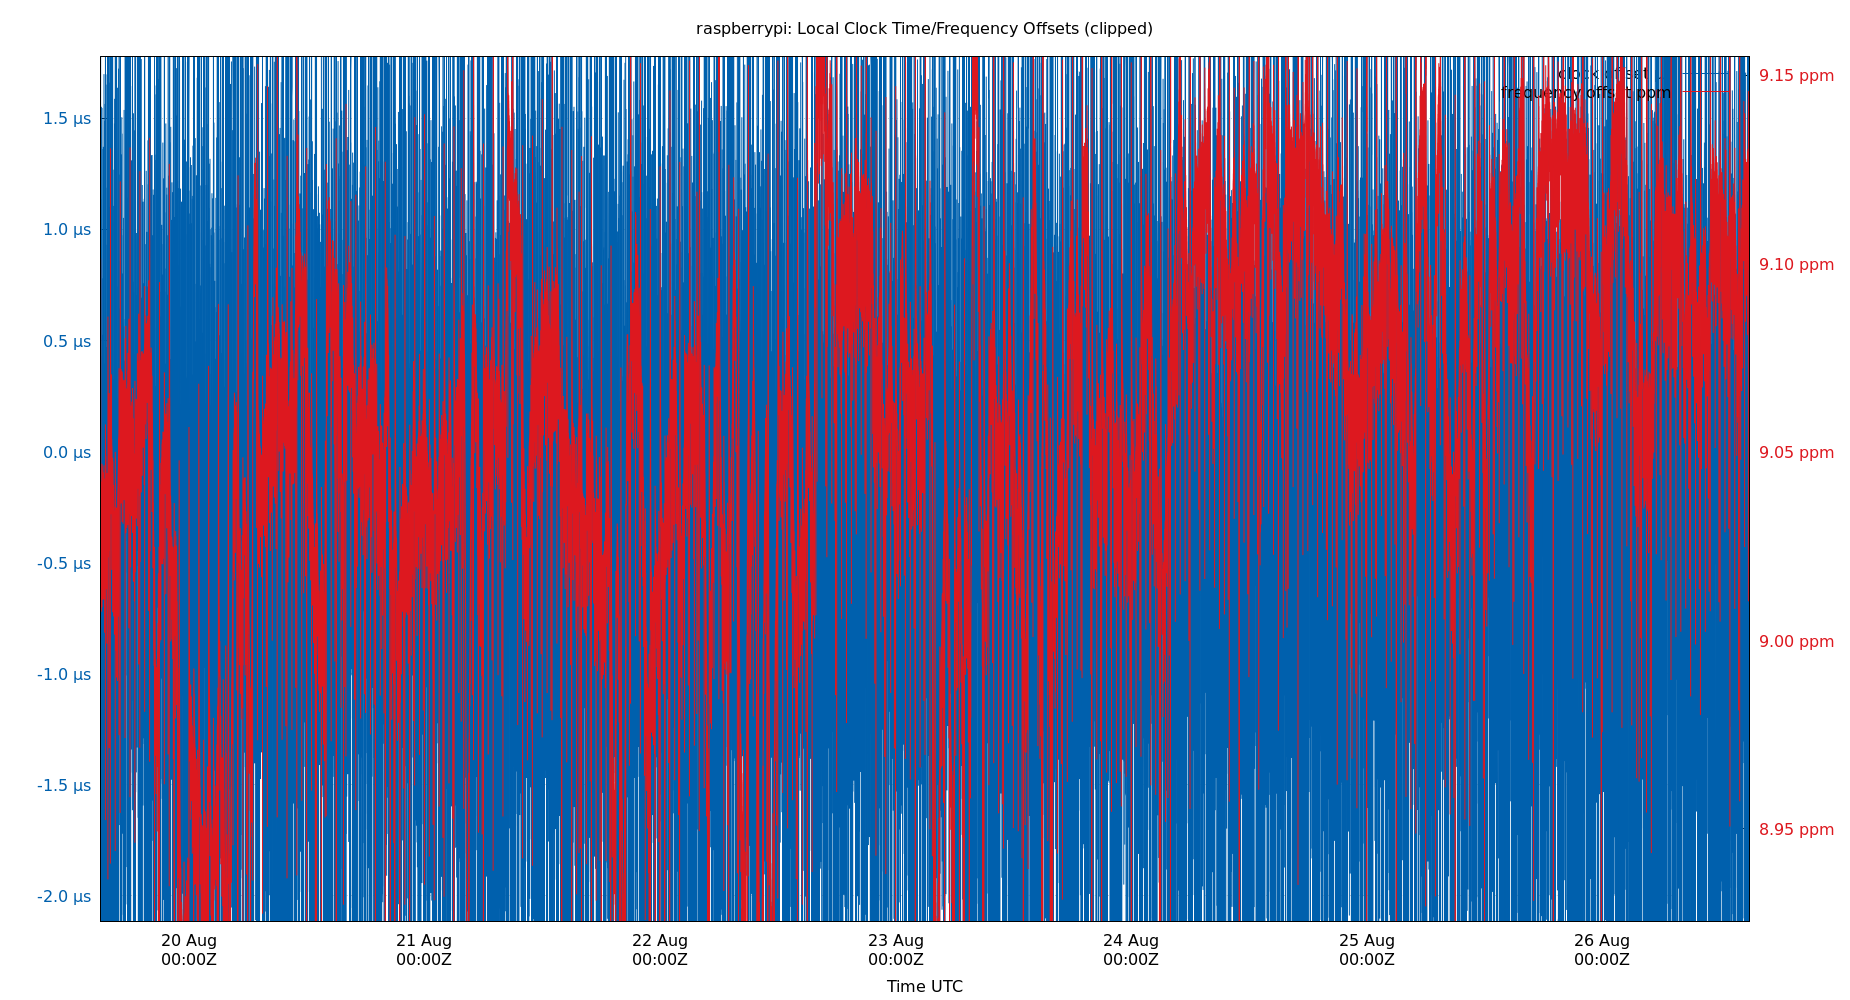 raspberrypi: Local Clock Time/Frequency Offsets (clipped)
frequency ppm
1.5 µs
1.0 µs
0.5 µs
0.0 µs
-0.5 µs
-1.0 µs
-1.5 µs
-2.0 µs
9.15 ppm
9.10 ppm
9.05 ppm
9.00 ppm
8.95 ppm
20 Aug
00:00Z
21 Aug
00:00Z
22 Aug
00:00Z
23 Aug
00:00Z
24 Aug
00:00Z
25 Aug
00:00Z
26 Aug
00:00Z
Time UTC